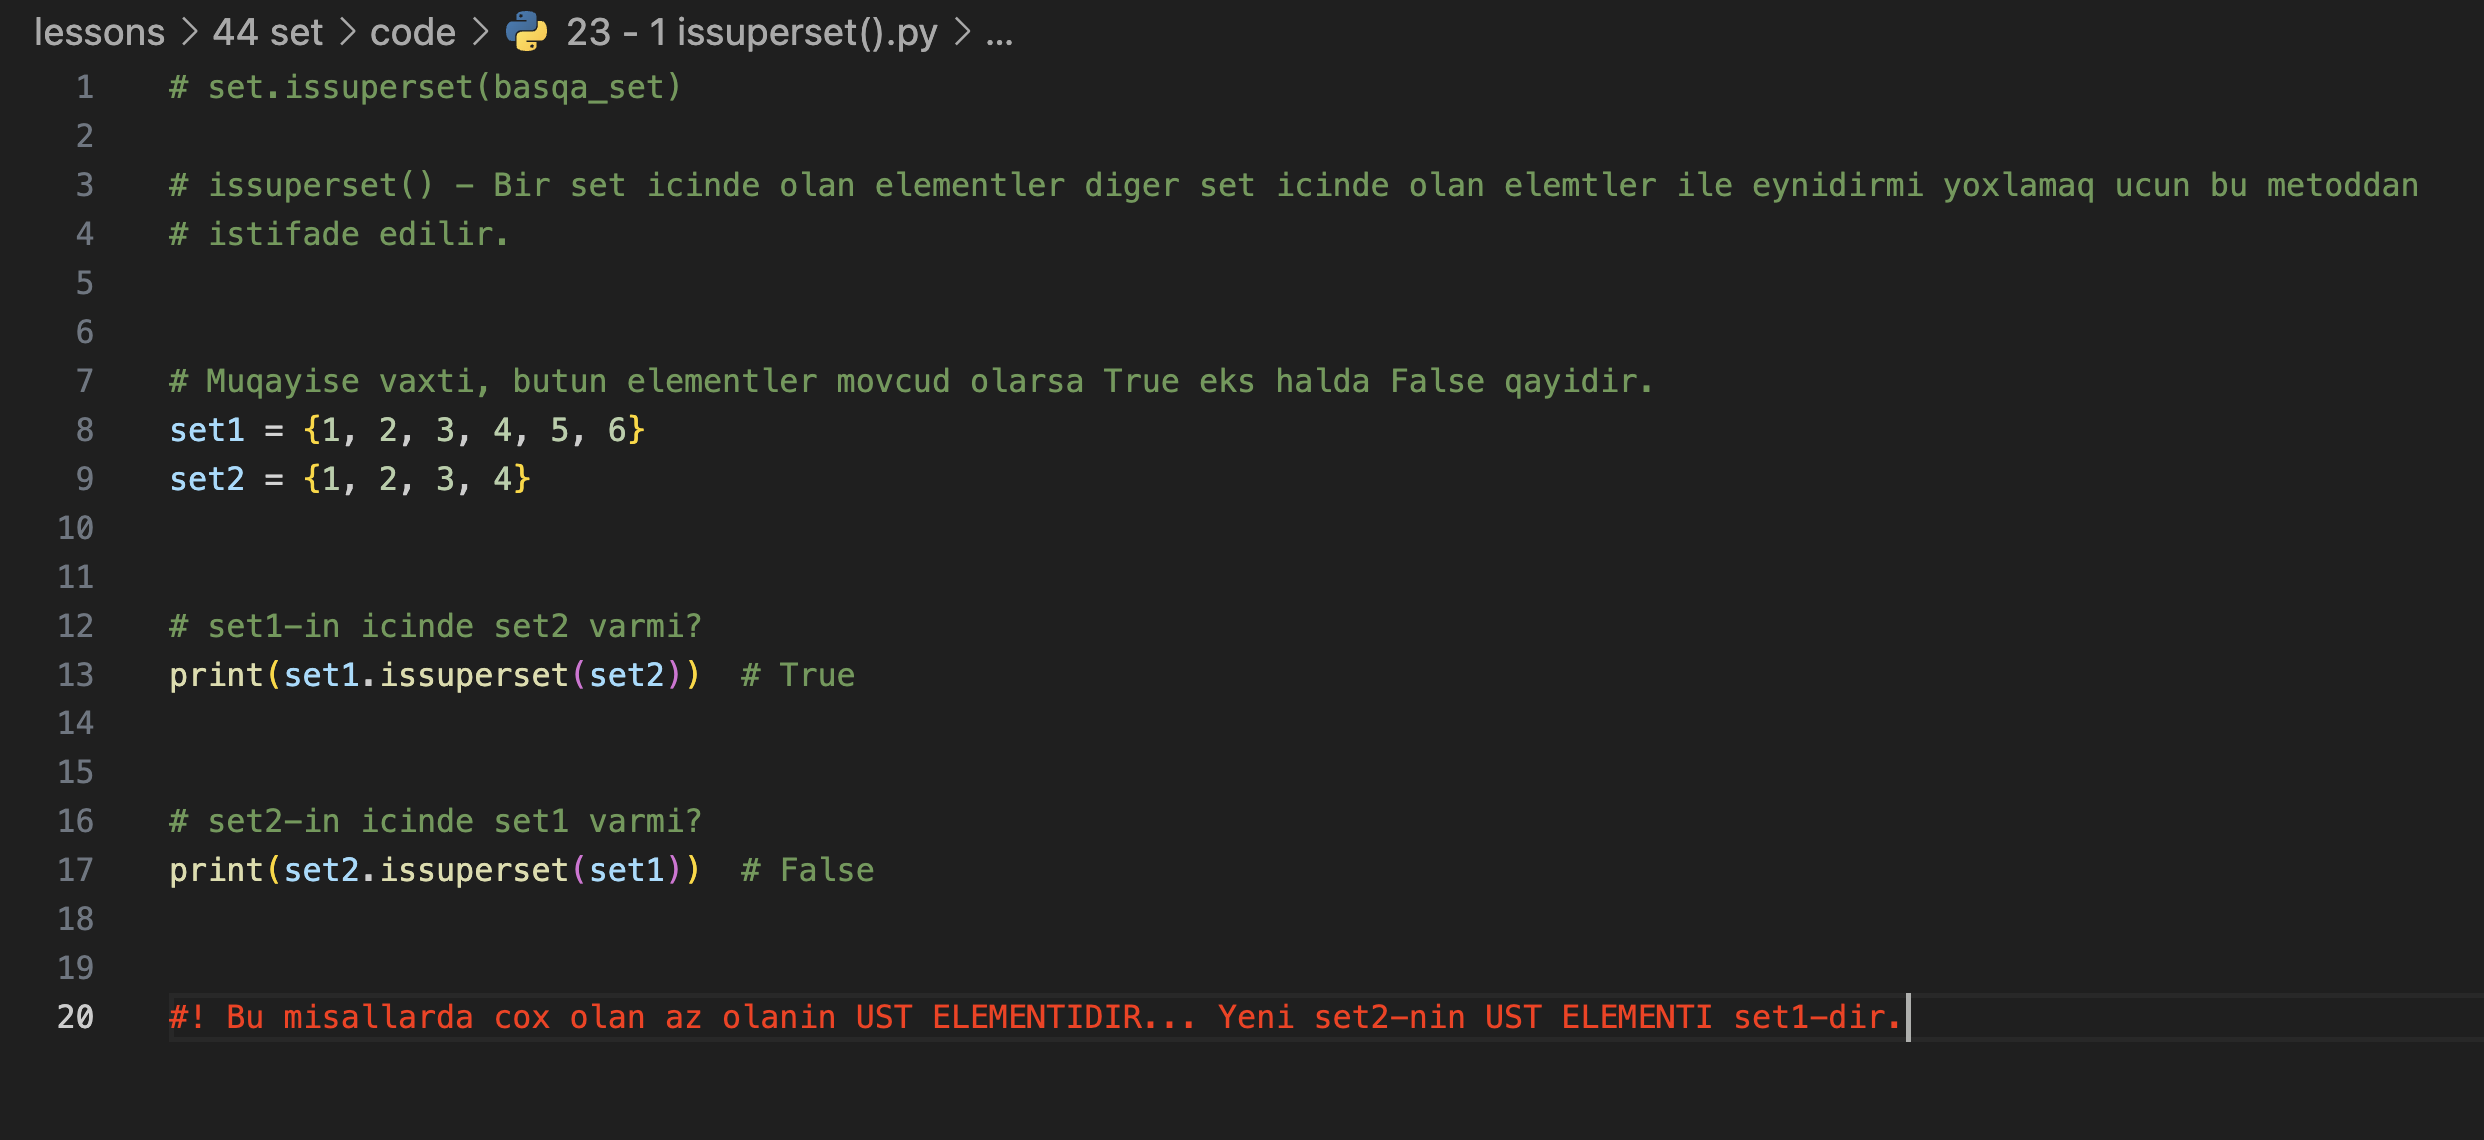 lessons > 44 set > code > 23 - 1 issuperset().py > ...
1 # set.issuperset(basqa_set)
2
3 # issuperset() - Bir set icinde olan elementler diger set icinde olan elemtler ile eynidirmi yoxlamaq ucun bu metoddan
4 # istifade edilir.
5
6
7 # Muqayise vaxti, butun elementler movcud olarsa True eks halda False qayidir.
8 set1 = {1, 2, 3, 4, 5, 6}
9 set2 = {1, 2, 3, 4}
10
11
12 # set1-in icinde set2 varmi?
13 print(set1.issuperset(set2))  # True
14
15
16 # set2-in icinde set1 varmi?
17 print(set2.issuperset(set1))  # False
18
19
20 #! Bu misallarda cox olan az olanin UST ELEMENTIDIR... Yeni set2-nin UST ELEMENTI set1-dir.